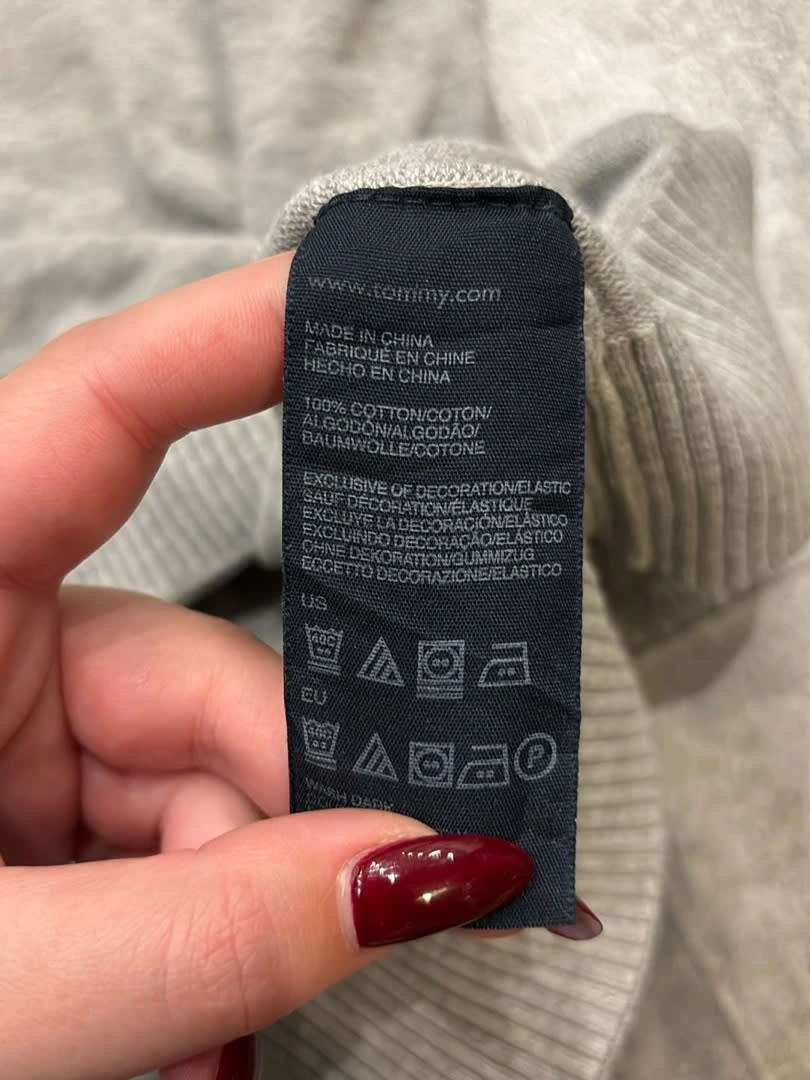 www.tommy.com
MADE IN CHINA
FABRIQUÉ EN CHINE
HECHO EN CHINA
100% COTTON/COTON/
ALGODÓN/ALGODÃO/
BAUMWOLLE/COTONE
EXCLUSIVE OF DECORATION/ELASTIC
SAUF DÉCORATION/ÉLASTIQUE
EXCLUYE LA DECORACIÓN/ELÁSTICO
EXCLUINDO DECORAÇÃO/ELÁSTICO
OHNE DEKORATION/GUMMIZUG
ECCETTO DECORAZIONE/ELASTICO
US
40C
EU
40C
P
WASH DARK